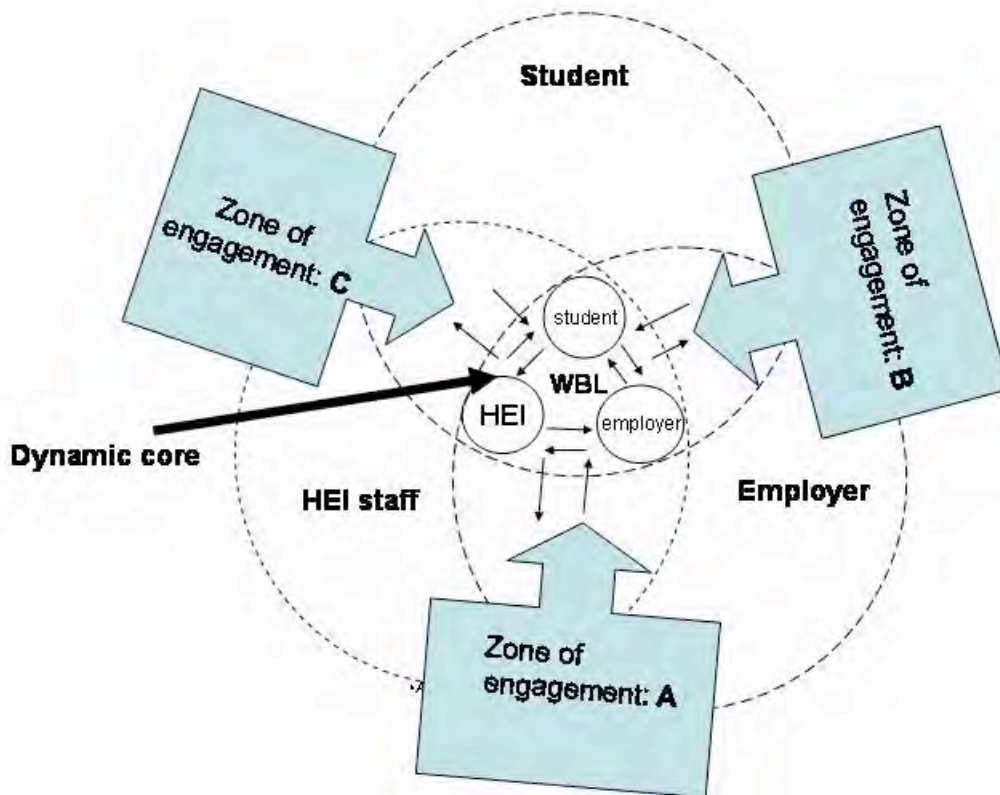 Student
Zone of
engagement: C
Zone of
engagement: B
student
WBL
HEI
employer
Dynamic core
HEI staff
Employer
Zone of
engagement: A